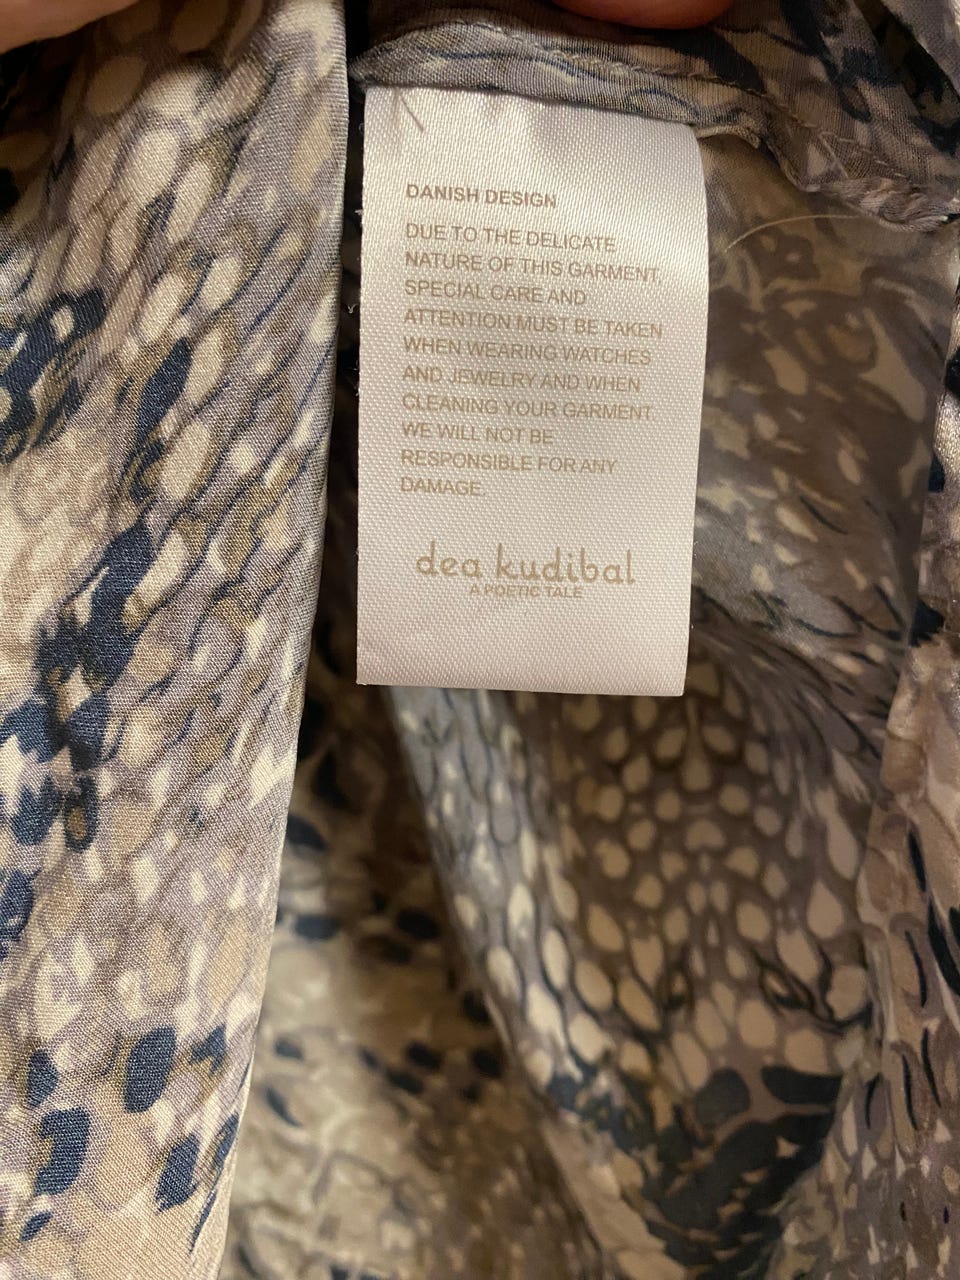 DANISH DESIGN
DUE TO THE DELICATE
NATURE OF THIS GARMENT,
SPECIAL CARE AND
ATTENTION MUST BE TAKEN
WHEN WEARING WATCHES
AND JEWELRY AND WHEN
CLEANING YOUR GARMENT.
WE WILL NOT BE
RESPONSIBLE FOR ANY
DAMAGE.
dea kudibal
A POETIC TALE